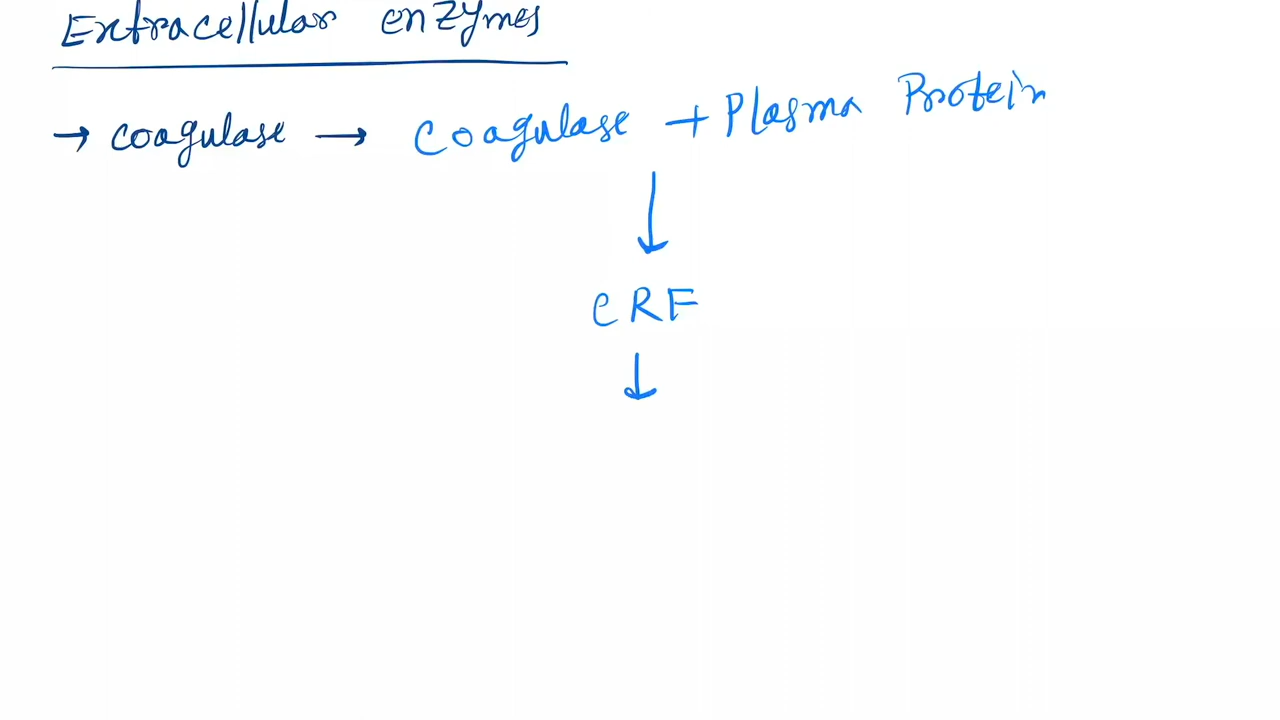 Extracellular enzymes
→ coagulase → Coagulase + Plasma Protein
↓
CRF
↓